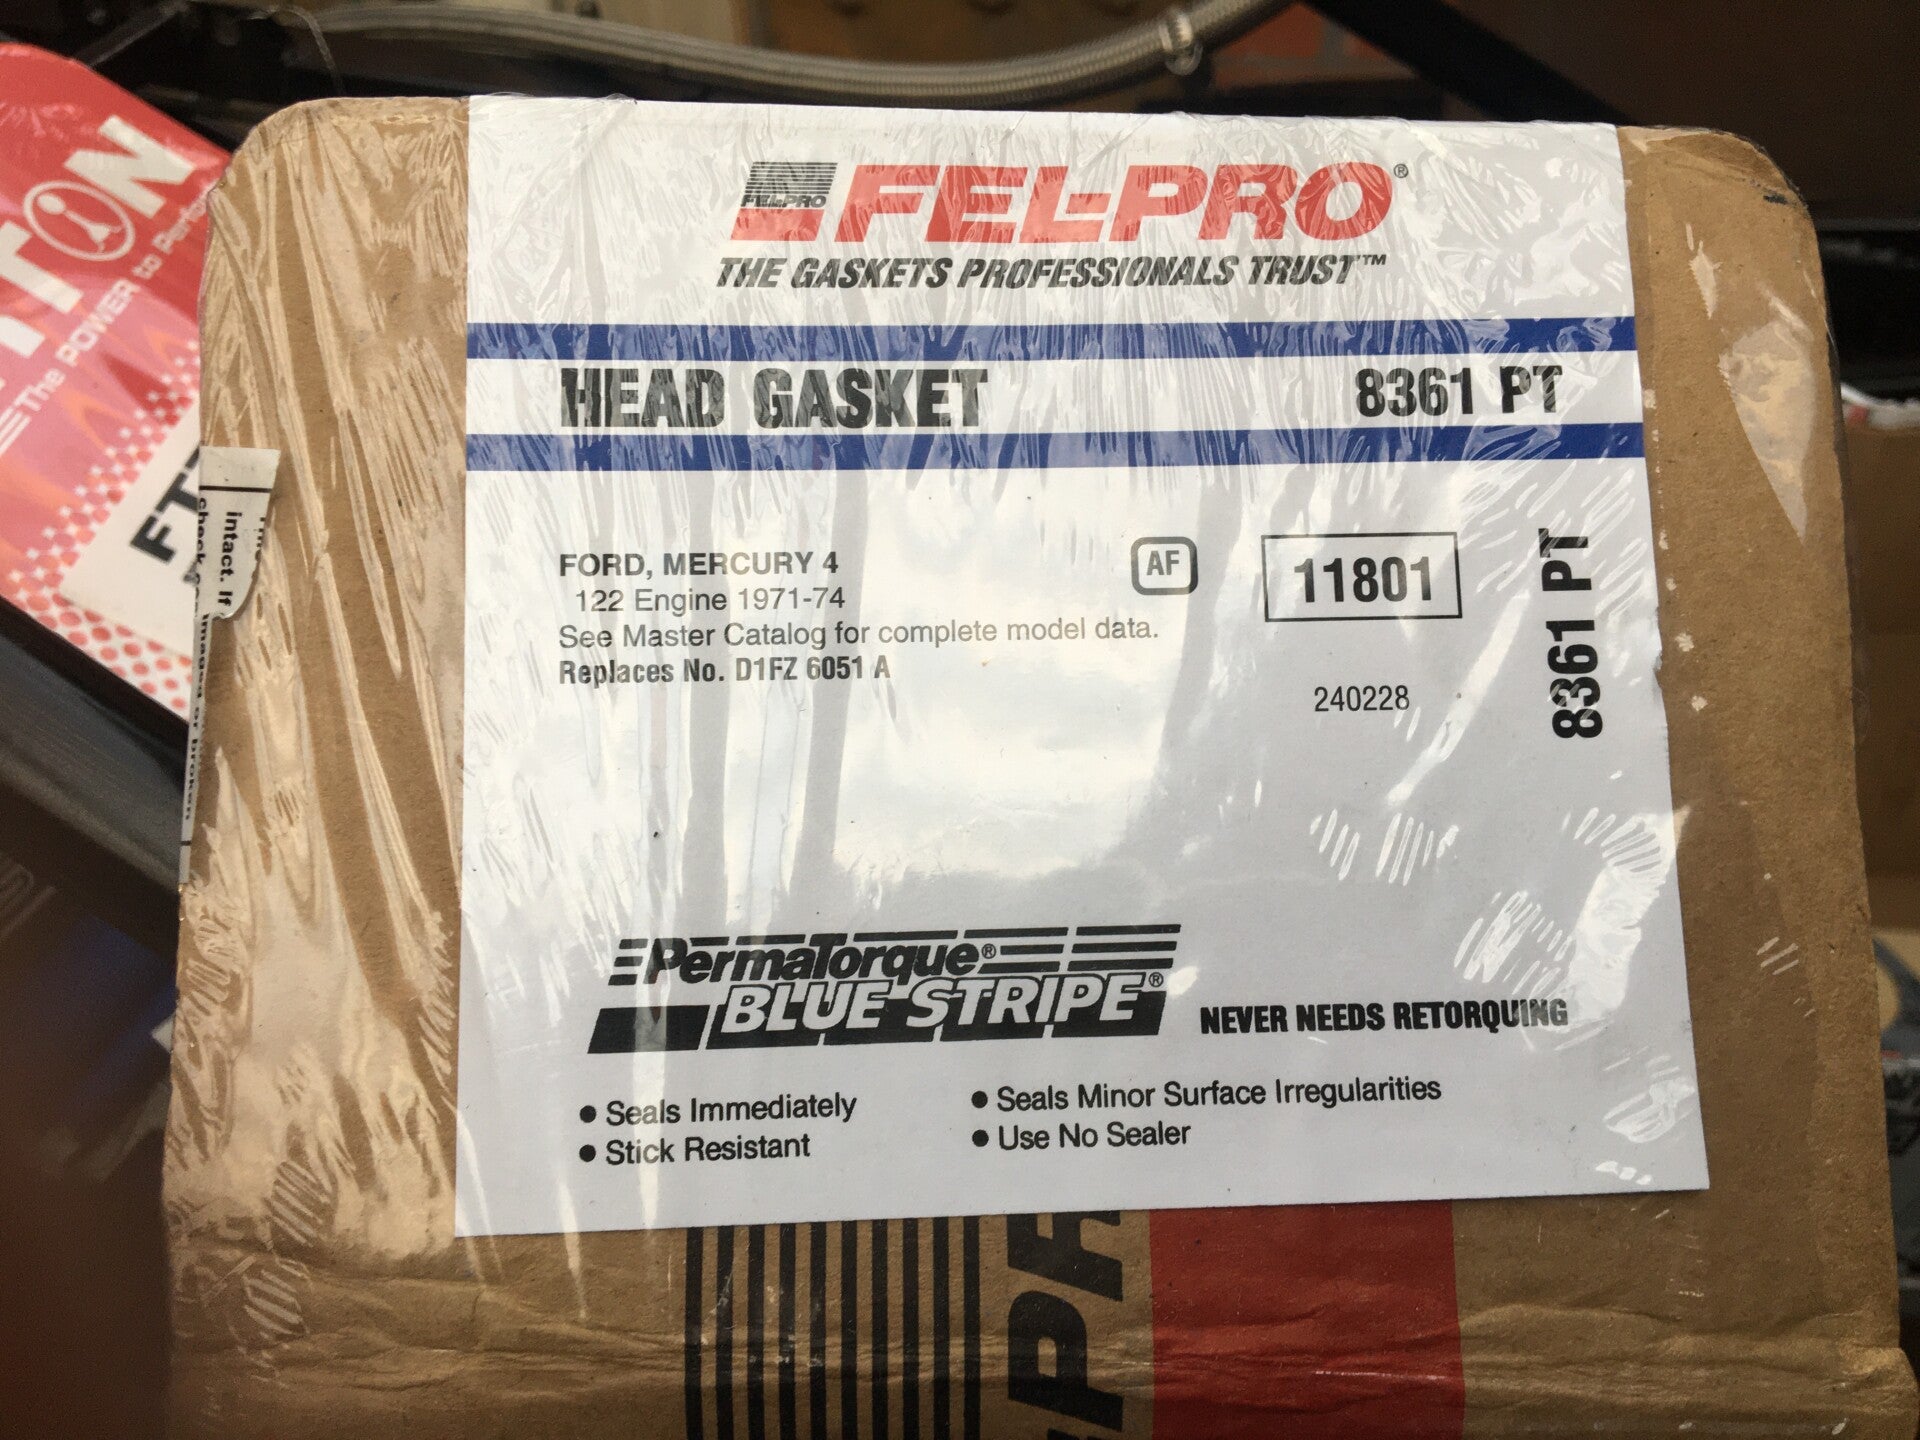 FEL-PRO
FEL-PRO®
THE GASKETS PROFESSIONALS TRUST™
HEAD GASKET 8361 PT
FORD, MERCURY 4
122 Engine 1971-74
See Master Catalog for complete model data.
Replaces No. D1FZ 6051 A
AF
11801
240228
8361 PT
PermaTorque®
BLUE STRIPE®
NEVER NEEDS RETORQUING
• Seals Immediately
• Stick Resistant
• Seals Minor Surface Irregularities
• Use No Sealer
The POWER to
intact. If